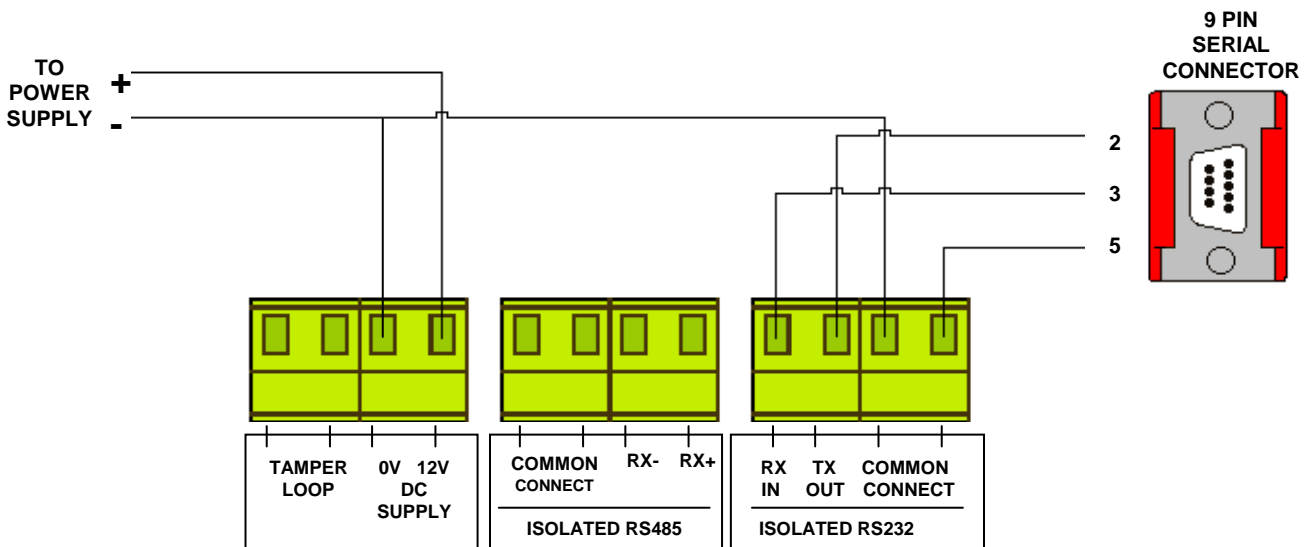 9 PIN
SERIAL
CONNECTOR
TO
POWER
SUPPLY
+
-
2
3
5
TAMPER
LOOP
0V 12V
DC
SUPPLY
COMMON
CONNECT
RX- RX+
ISOLATED RS485
RX
IN
TX
OUT
COMMON
CONNECT
ISOLATED RS232